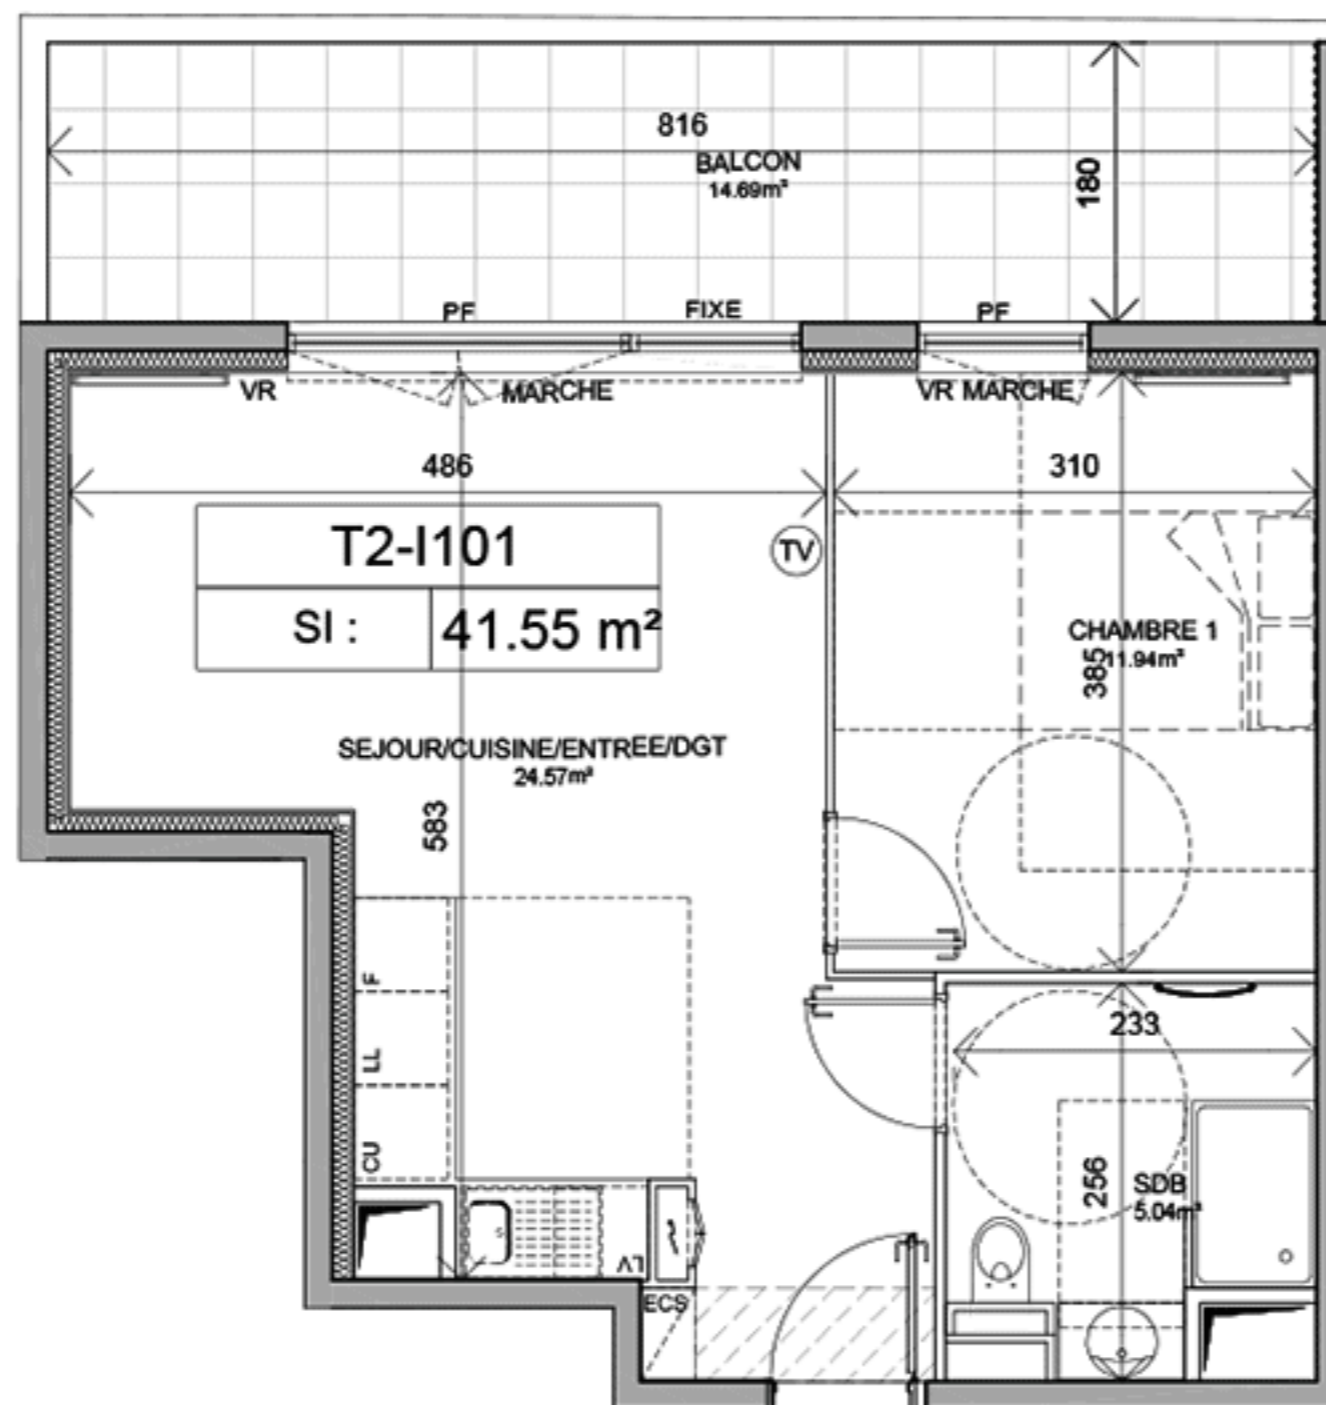 816
BALCON
14.69m²
180
PF
FIXE
PF
VR
MARCHE
VR MARCHE
486
310
T2-I101
TV
SI :
41.55 m²
CHAMBRE 1
11.94m²
385
SEJOUR/CUISINE/ENTREE/DGT
24.57m²
583
F
LL
CU
233
256
SDB
5.04m²
S
LV
ECS